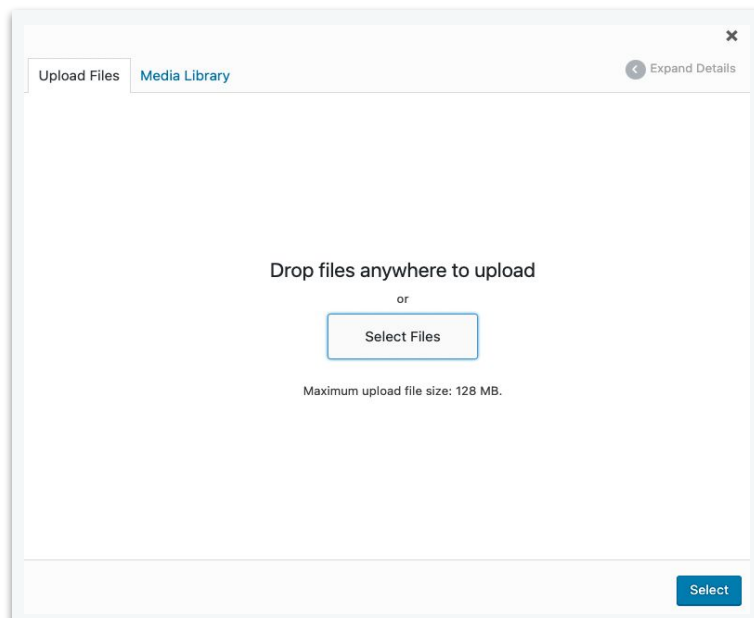 ×
Upload Files Media Library
Expand Details
Drop files anywhere to upload
or
Select Files
Maximum upload file size: 128 MB.
Select